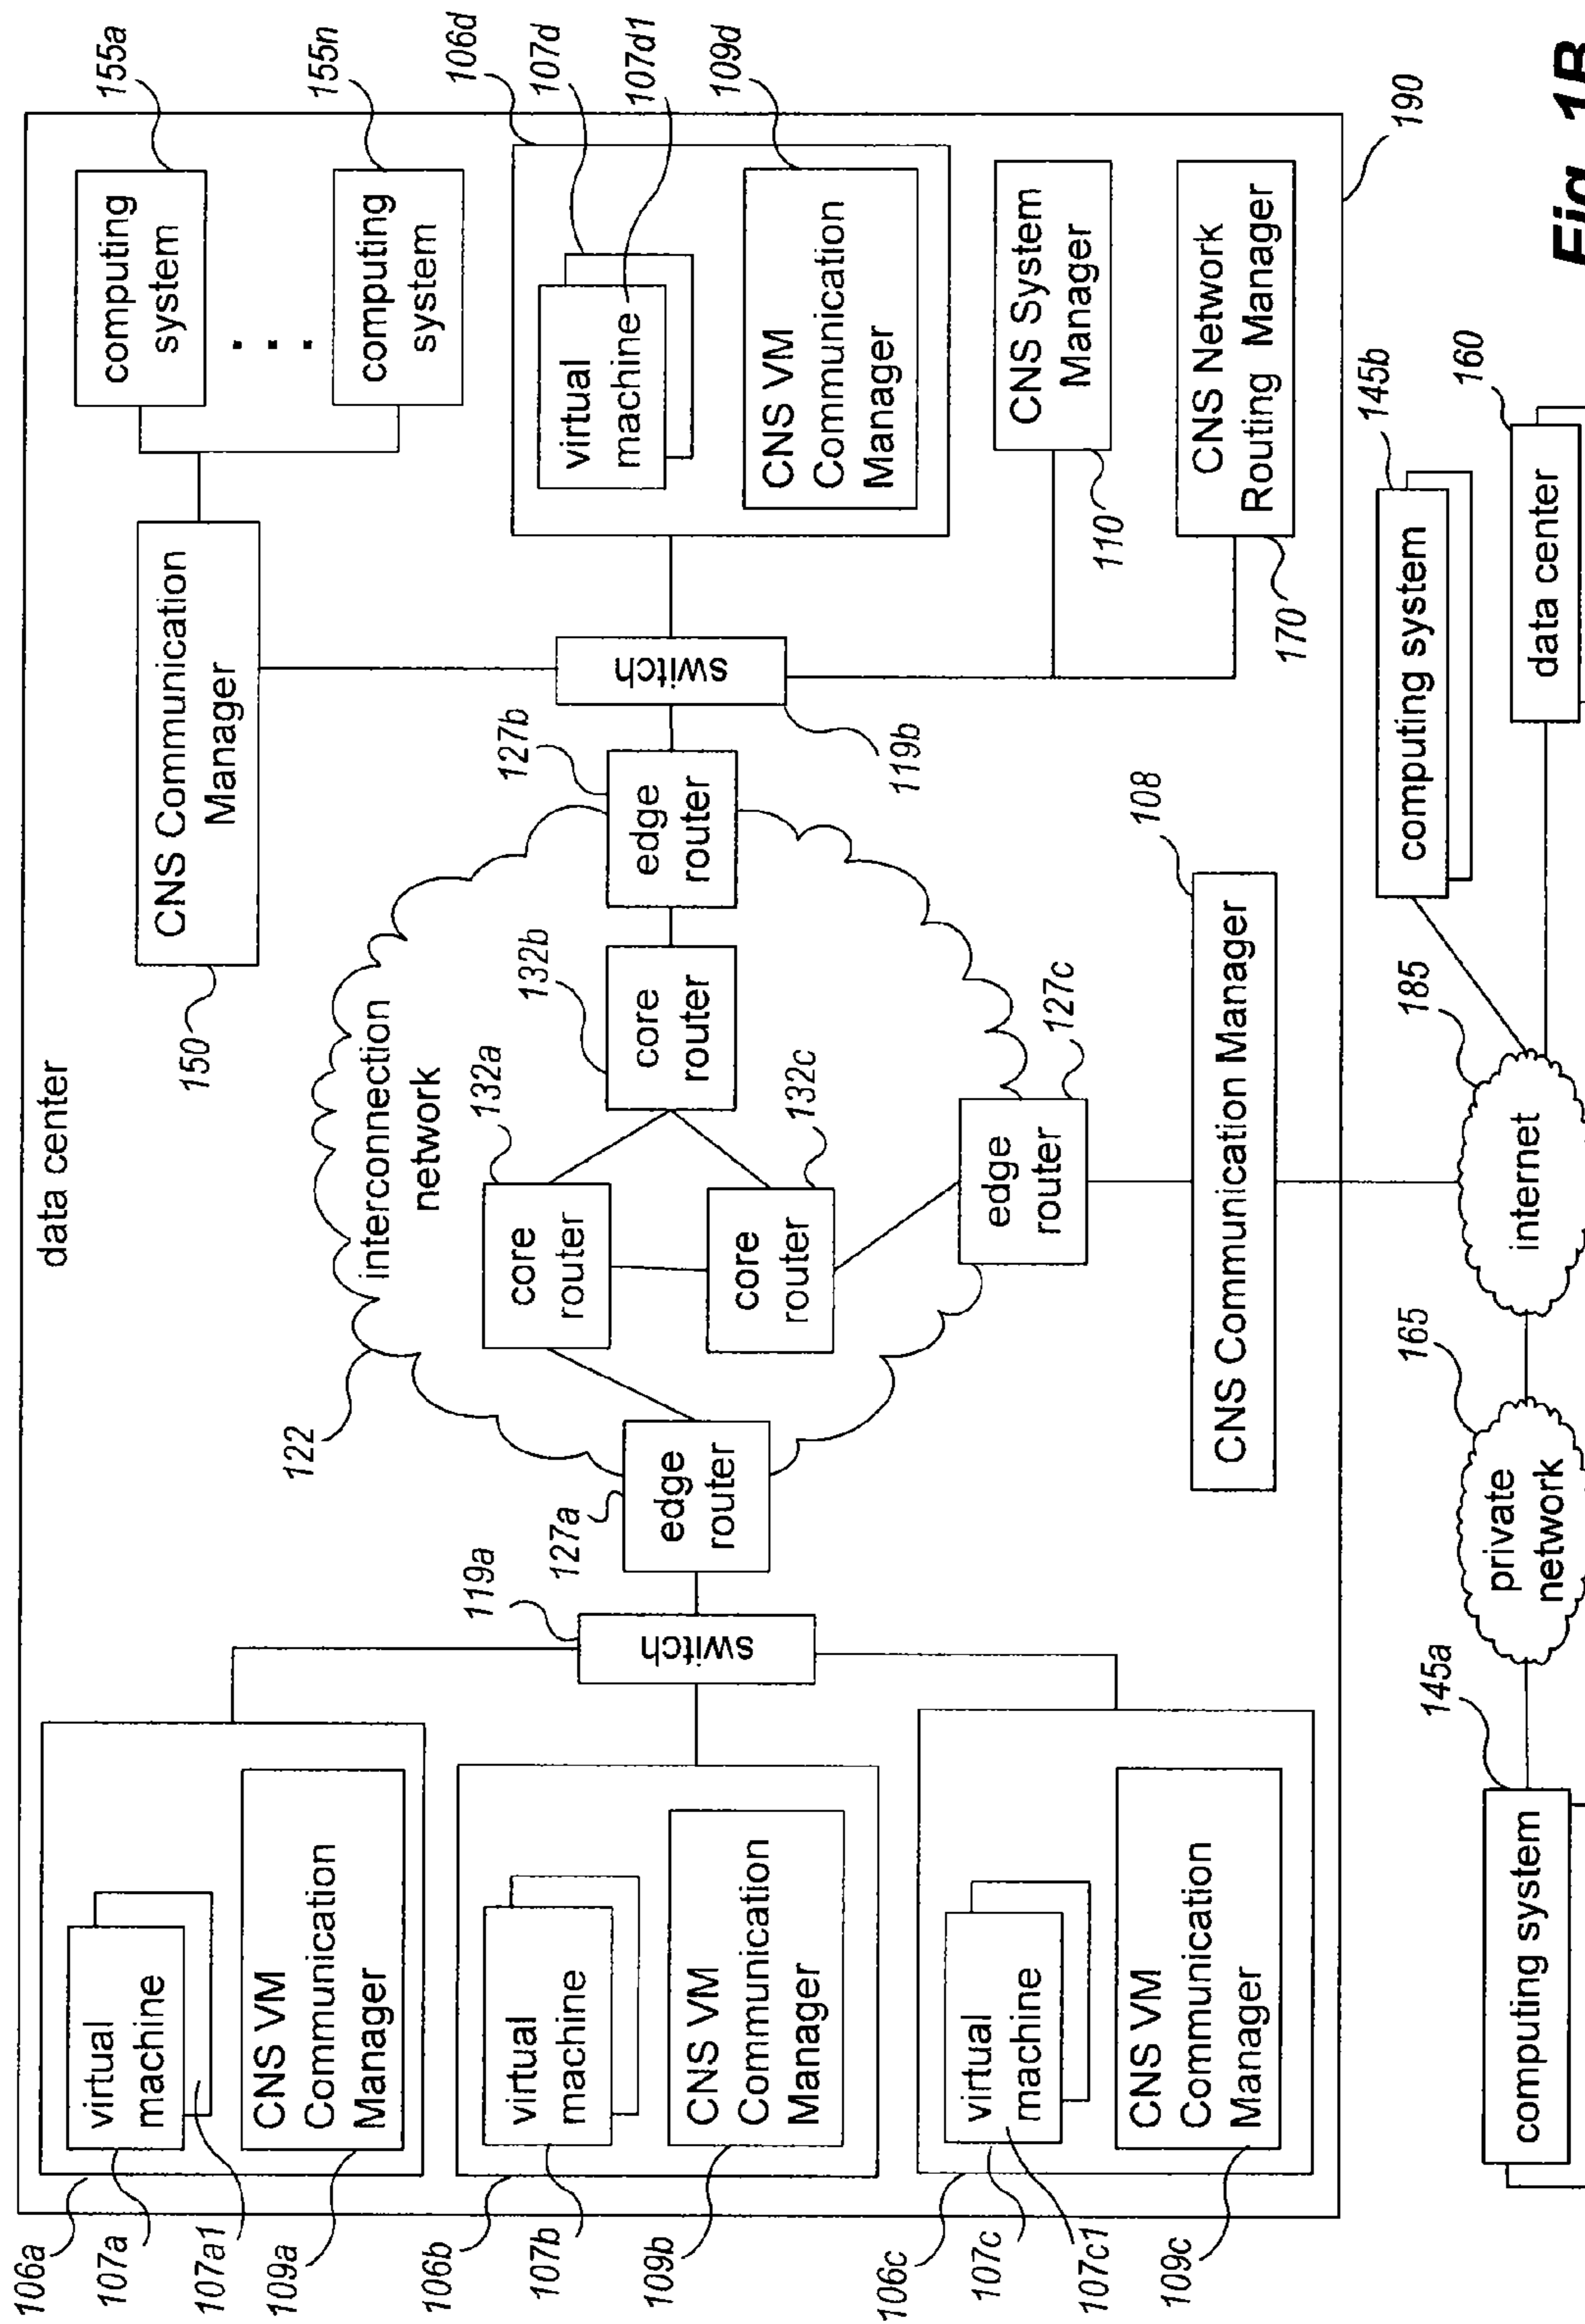 data center
106a
107a
107a1
109a
virtual
machine
CNS VM
Communication
Manager
106b
107b
109b
virtual
machine
CNS VM
Communication
Manager
106c
107c
107c1
109c
virtual
machine
CNS VM
Communication
Manager
119a
switch
127a
edge
router
122
interconnection
network
132a
core
router
132b
core
router
132c
core
router
127b
edge
router
127c
edge
router
119b
switch
150
CNS Communication
Manager
155a
computing
system
155n
computing
system
106d
107d
107d1
109d
virtual
machine
CNS VM
Communication
Manager
110
CNS System
Manager
170
CNS Network
Routing Manager
108
CNS Communication Manager
190
145a
computing system
165
private
network
185
internet
145b
computing system
160
data center
Fig. 1B